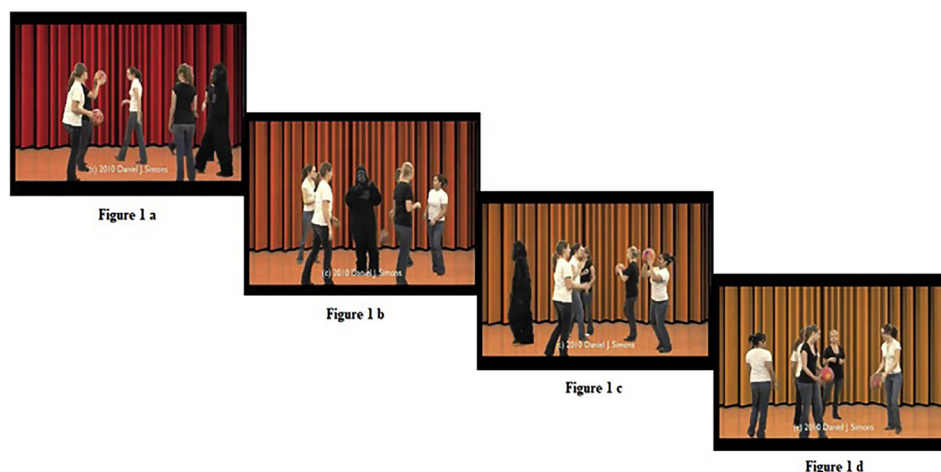 (c) 2010 Daniel J. Simons
Figure 1 a
(c) 2010 Daniel J. Simons
Figure 1 b
(c) 2010 Daniel J. Simons
Figure 1 c
(c) 2010 Daniel J. Simons
Figure 1 d